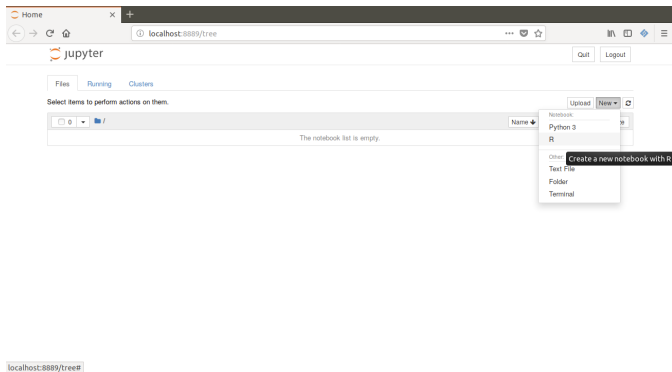 Home × +
localhost:8889/tree
jupyter Quit Logout
Files Running Clusters
Select items to perform actions on them. Upload New
0 / Name
The notebook list is empty.
Notebook
Python 3
R
Create a new notebook with R
Other
Text File
Folder
Terminal
localhost:8889/tree#